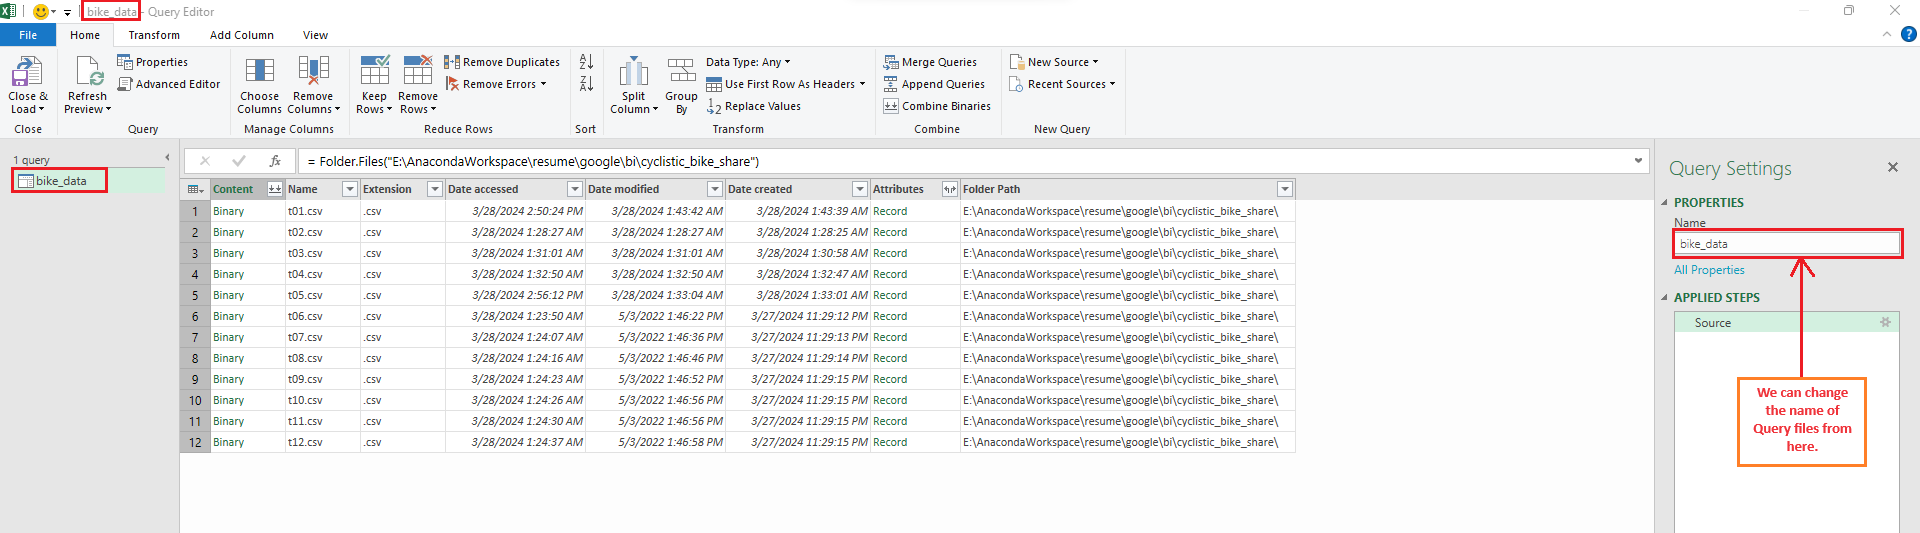 bike_data - Query Editor
File Home Transform Add Column View
Close & Load
Refresh Preview
Properties
Advanced Editor
Choose Columns
Remove Columns
Keep Rows
Remove Rows
Remove Duplicates
Remove Errors
A Z
Z A
Split Column
Group By
Data Type: Any
Use First Row As Headers
1 2 Replace Values
Merge Queries
Append Queries
Combine Binaries
New Source
Recent Sources
?
Close Query Manage Columns Reduce Rows Sort Transform Combine New Query
1 query
bike_data
fx = Folder.Files("E:\AnacondaWorkspace\resume\google\bi\cyclistic_bike_share")
Content Name Extension Date accessed Date modified Date created Attributes Folder Path
1 Binary t01.csv .csv 3/28/2024 2:50:24 PM 3/28/2024 1:43:42 AM 3/28/2024 1:43:39 AM Record E:\AnacondaWorkspace\resume\google\bi\cyclistic_bike_share\
2 Binary t02.csv .csv 3/28/2024 1:28:27 AM 3/28/2024 1:28:27 AM 3/28/2024 1:28:25 AM Record E:\AnacondaWorkspace\resume\google\bi\cyclistic_bike_share\
3 Binary t03.csv .csv 3/28/2024 1:31:01 AM 3/28/2024 1:31:01 AM 3/28/2024 1:30:58 AM Record E:\AnacondaWorkspace\resume\google\bi\cyclistic_bike_share\
4 Binary t04.csv .csv 3/28/2024 1:32:50 AM 3/28/2024 1:32:50 AM 3/28/2024 1:32:47 AM Record E:\AnacondaWorkspace\resume\google\bi\cyclistic_bike_share\
5 Binary t05.csv .csv 3/28/2024 2:56:12 PM 3/28/2024 1:33:04 AM 3/28/2024 1:33:01 AM Record E:\AnacondaWorkspace\resume\google\bi\cyclistic_bike_share\
6 Binary t06.csv .csv 3/28/2024 1:23:50 AM 5/3/2022 1:46:22 PM 3/27/2024 11:29:12 PM Record E:\AnacondaWorkspace\resume\google\bi\cyclistic_bike_share\
7 Binary t07.csv .csv 3/28/2024 1:24:07 AM 5/3/2022 1:46:36 PM 3/27/2024 11:29:13 PM Record E:\AnacondaWorkspace\resume\google\bi\cyclistic_bike_share\
8 Binary t08.csv .csv 3/28/2024 1:24:16 AM 5/3/2022 1:46:46 PM 3/27/2024 11:29:14 PM Record E:\AnacondaWorkspace\resume\google\bi\cyclistic_bike_share\
9 Binary t09.csv .csv 3/28/2024 1:24:23 AM 5/3/2022 1:46:52 PM 3/27/2024 11:29:15 PM Record E:\AnacondaWorkspace\resume\google\bi\cyclistic_bike_share\
10 Binary t10.csv .csv 3/28/2024 1:24:26 AM 5/3/2022 1:46:56 PM 3/27/2024 11:29:15 PM Record E:\AnacondaWorkspace\resume\google\bi\cyclistic_bike_share\
11 Binary t11.csv .csv 3/28/2024 1:24:30 AM 5/3/2022 1:46:56 PM 3/27/2024 11:29:15 PM Record E:\AnacondaWorkspace\resume\google\bi\cyclistic_bike_share\
12 Binary t12.csv .csv 3/28/2024 1:24:37 AM 5/3/2022 1:46:58 PM 3/27/2024 11:29:15 PM Record E:\AnacondaWorkspace\resume\google\bi\cyclistic_bike_share\
Query Settings
PROPERTIES
Name
bike_data
All Properties
APPLIED STEPS
Source
We can change
the name of
Query files from
here.